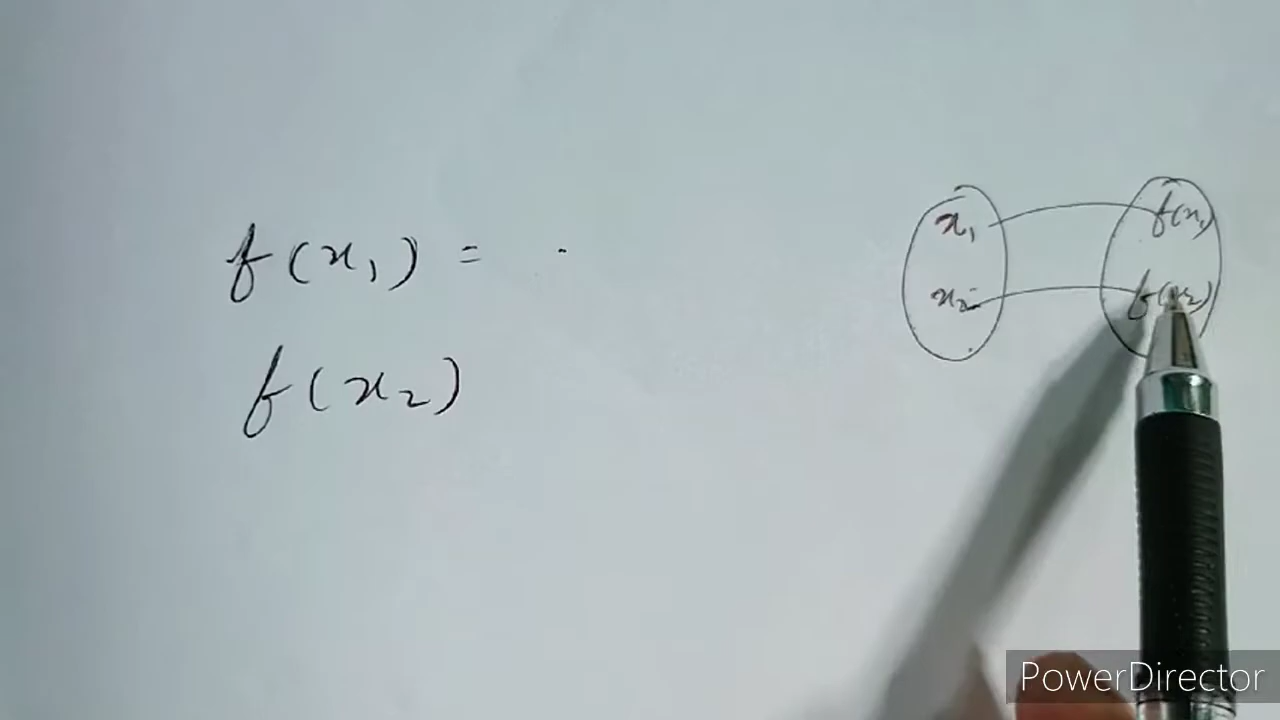 f(x₁) = .
f(x₂)
x₁ f(x₁)
x₂ f(x₂)
PowerDirector